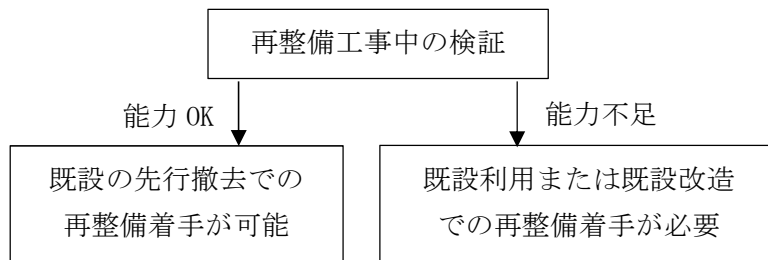 再整備工事中の検証
能力 OK
能力不足
既設の先行撤去での
再整備着手が可能
既設利用または既設改造
での再整備着手が必要